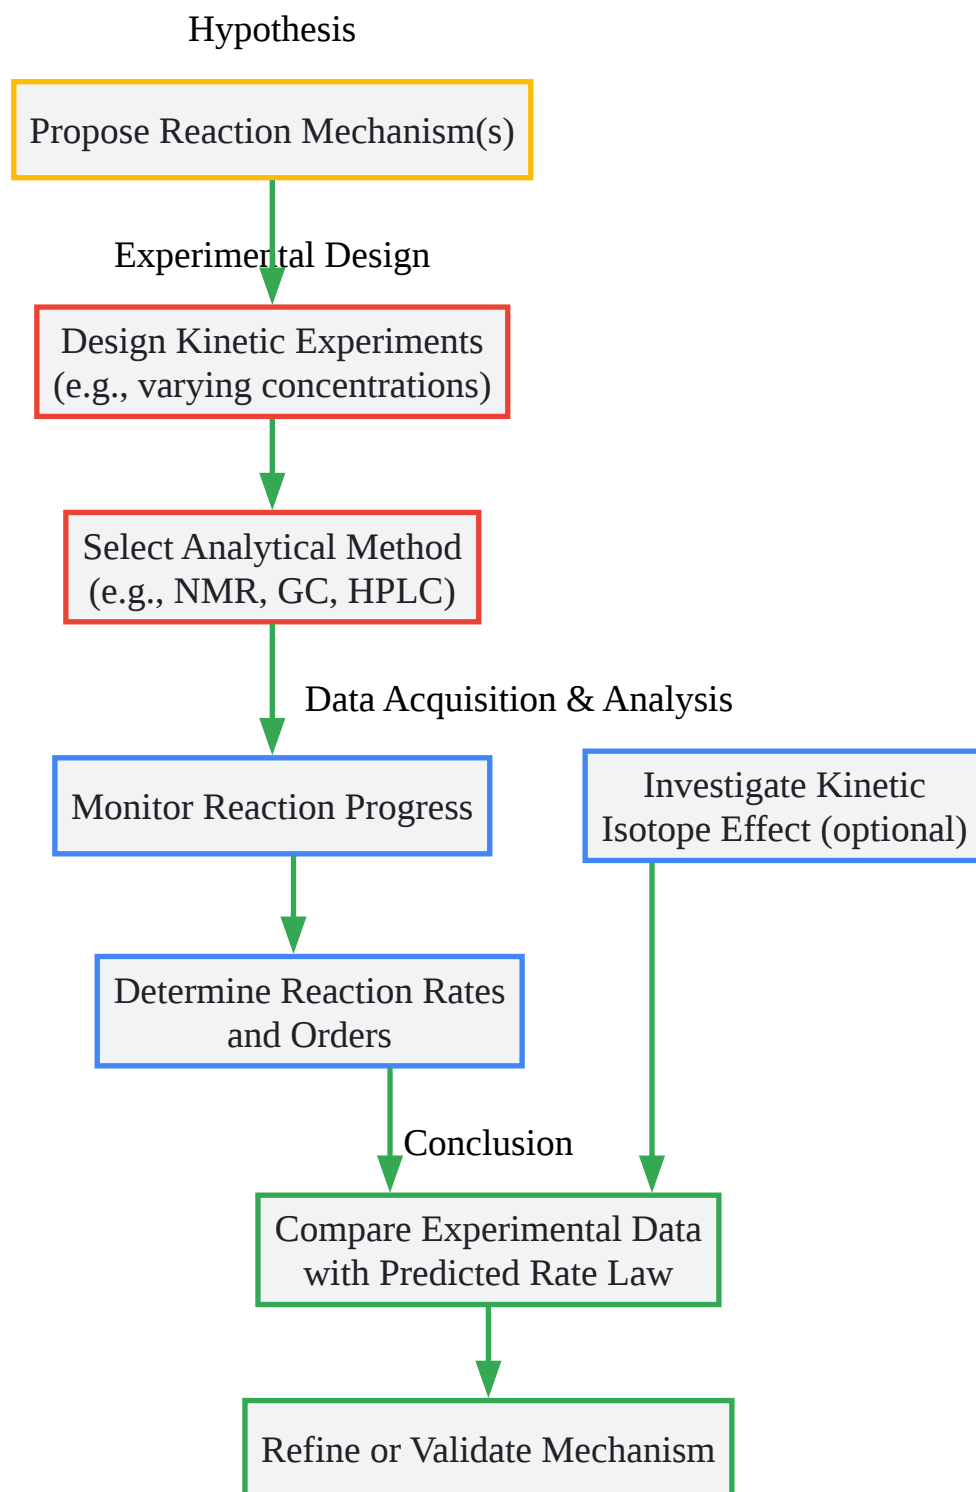 Hypothesis
Propose Reaction Mechanism(s)
Experimental Design
Design Kinetic Experiments
(e.g., varying concentrations)
Select Analytical Method
(e.g., NMR, GC, HPLC)
Data Acquisition & Analysis
Monitor Reaction Progress
Investigate Kinetic
Isotope Effect (optional)
Determine Reaction Rates
and Orders
Conclusion
Compare Experimental Data
with Predicted Rate Law
Refine or Validate Mechanism